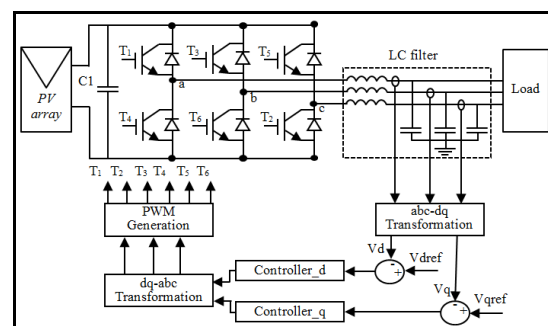 T1
T3
T5
LC filter
C1
PV
array
a
b
c
Load
T4
T6
T2
T1 T2 T3 T4 T5 T6
PWM
Generation
abc-dq
Transformation
Vd
Vdref
- +
dq-abc
Transformation
Controller_d
Vq
- +
Vqref
Controller_q